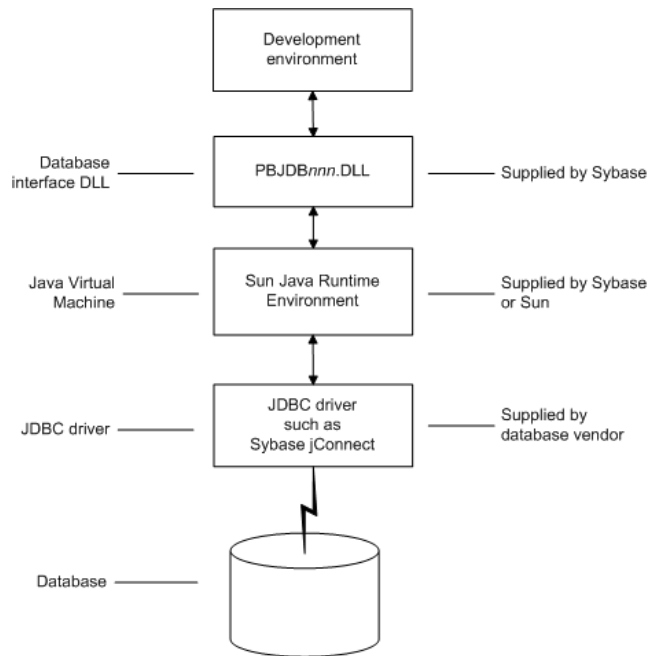 Development
environment
Database
interface DLL
PBJDBnnn.DLL
Supplied by Sybase
Java Virtual
Machine
Sun Java Runtime
Environment
Supplied by Sybase
or Sun
JDBC driver
JDBC driver
such as
Sybase jConnect
Supplied by
database vendor
Database